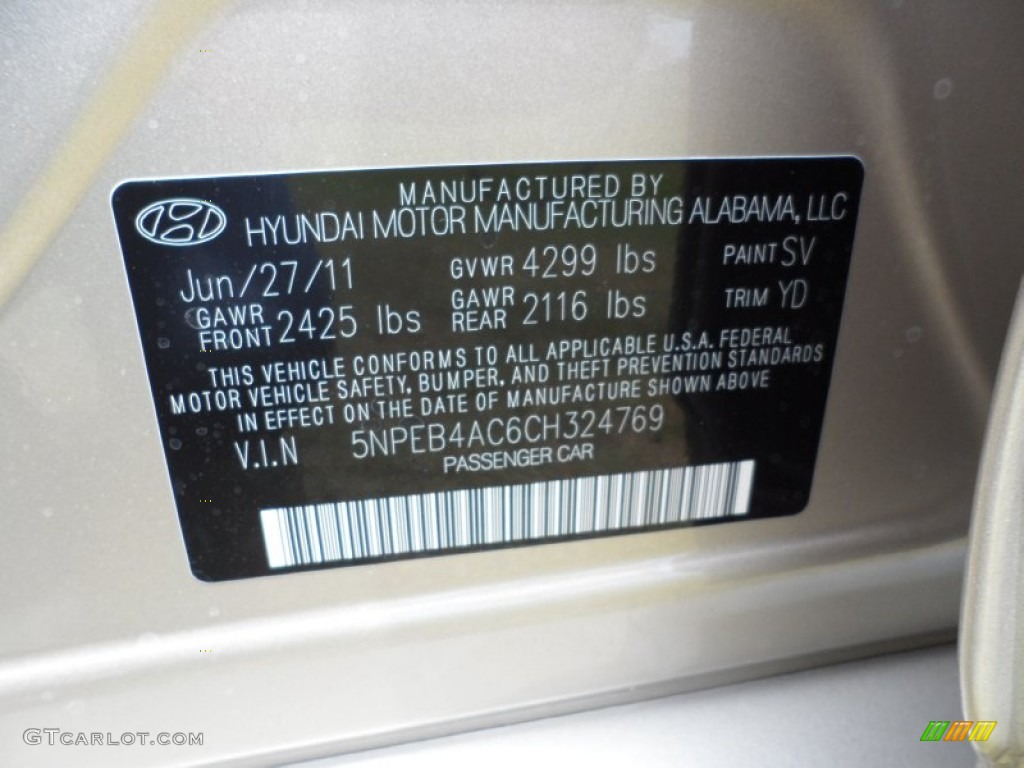 MANUFACTURED BY
HYUNDAI MOTOR MANUFACTURING ALABAMA, LLC
Jun/27/11 GVWR 4299 lbs PAINT SV
GAWR FRONT 2425 lbs GAWR REAR 2116 lbs TRIM YD
THIS VEHICLE CONFORMS TO ALL APPLICABLE U.S.A. FEDERAL
MOTOR VEHICLE SAFETY, BUMPER, AND THEFT PREVENTION STANDARDS
IN EFFECT ON THE DATE OF MANUFACTURE SHOWN ABOVE
V.I.N 5NPEB4AC6CH324769
PASSENGER CAR
GTCARLOT.COM